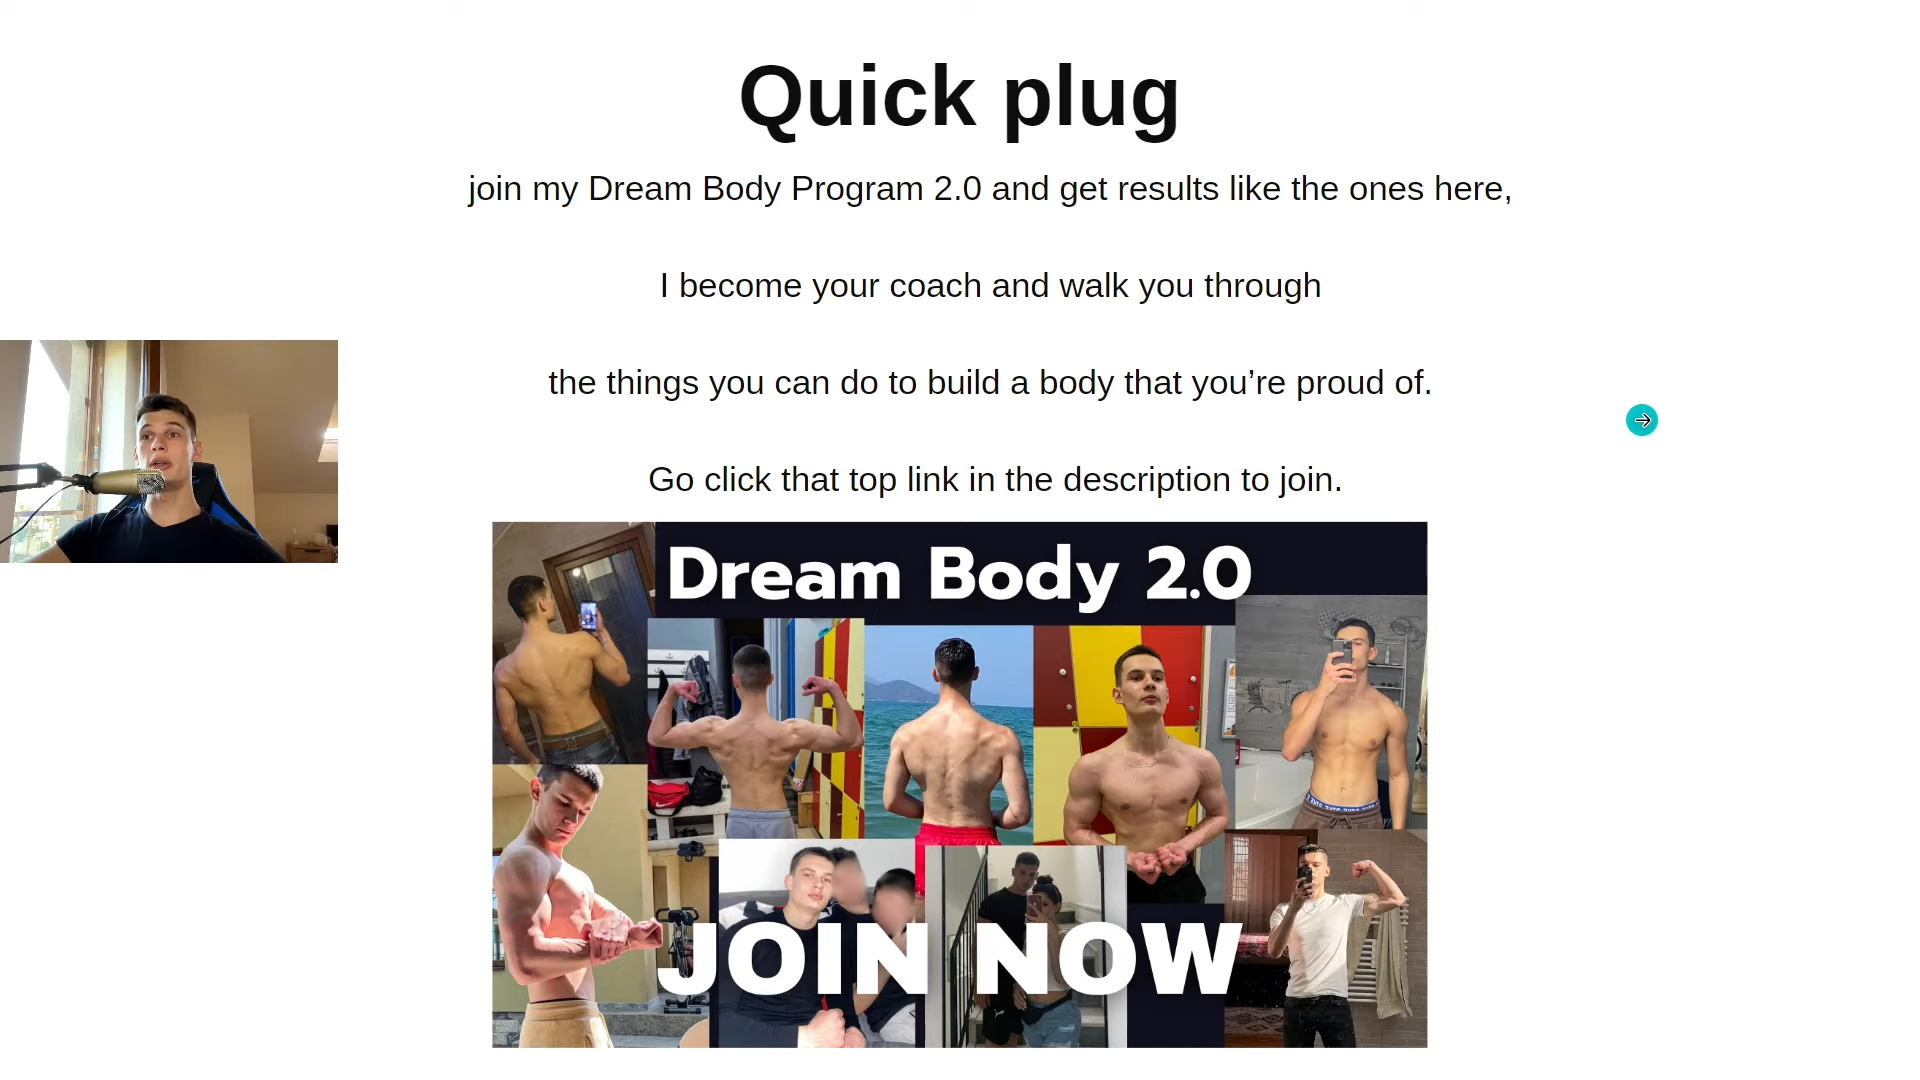 Quick plug
join my Dream Body Program 2.0 and get results like the ones here,
I become your coach and walk you through
the things you can do to build a body that you’re proud of.
Go click that top link in the description to join.
Dream Body 2.0
JOIN NOW